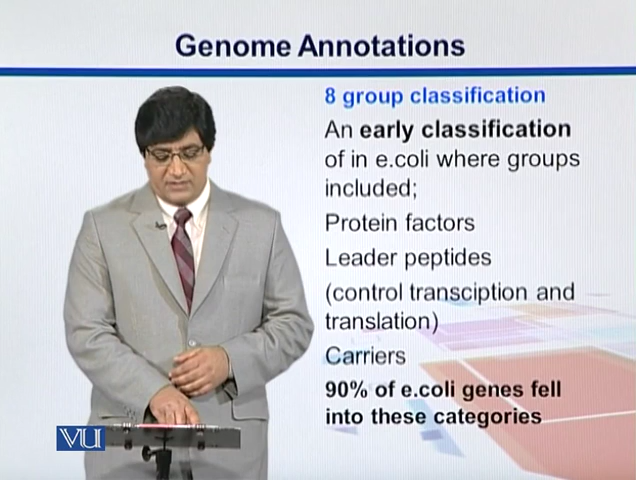 Genome Annotations
8 group classification
An early classification
of in e.coli where groups
included;
Protein factors
Leader peptides
(control transciption and
translation)
Carriers
90% of e.coli genes fell
into these categories
VU